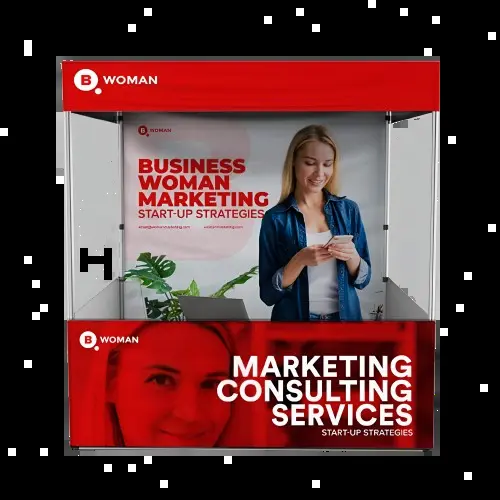 B WOMAN
B WOMAN
BUSINESS
WOMAN
MARKETING
START-UP STRATEGIES
B WOMAN
MARKETING
CONSULTING
SERVICES
START-UP STRATEGIES